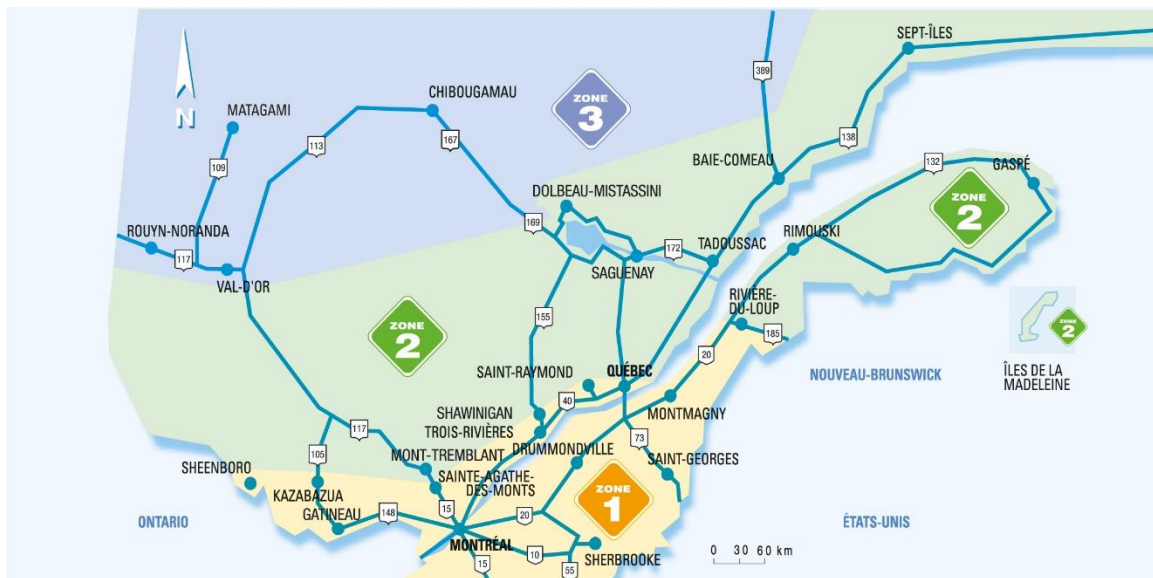 SEPT-ÎLES
389
ZONE
3
CHIBOUGAMAU
MATAGAMI
N
113
167
138
109
BAIE-COMEAU
132
GASPÉ
DOLBEAU-MISTASSINI
ZONE
2
169
ROUYN-NORANDA
172
TADOUSSAC
RIMOUSKI
117
SAGUENAY
VAL-D'OR
RIVIÈRE-
DU-LOUP
155
ZONE
2
185
ZONE
2
20
SAINT-RAYMOND
QUÉBEC
NOUVEAU-BRUNSWICK
ÎLES DE LA
MADELEINE
40
MONTMAGNY
SHAWINIGAN
TROIS-RIVIÈRES
117
73
DRUMMONDVILLE
105
MONT-TREMBLANT
SAINT-GEORGES
SHEENBORO
SAINTE-AGATHE-
DES-MONTS
ZONE
1
KAZABAZUA
GATINEAU
148
15
20
ONTARIO
ÉTATS-UNIS
MONTRÉAL
10
SHERBROOKE
0 30 60 km
15
55